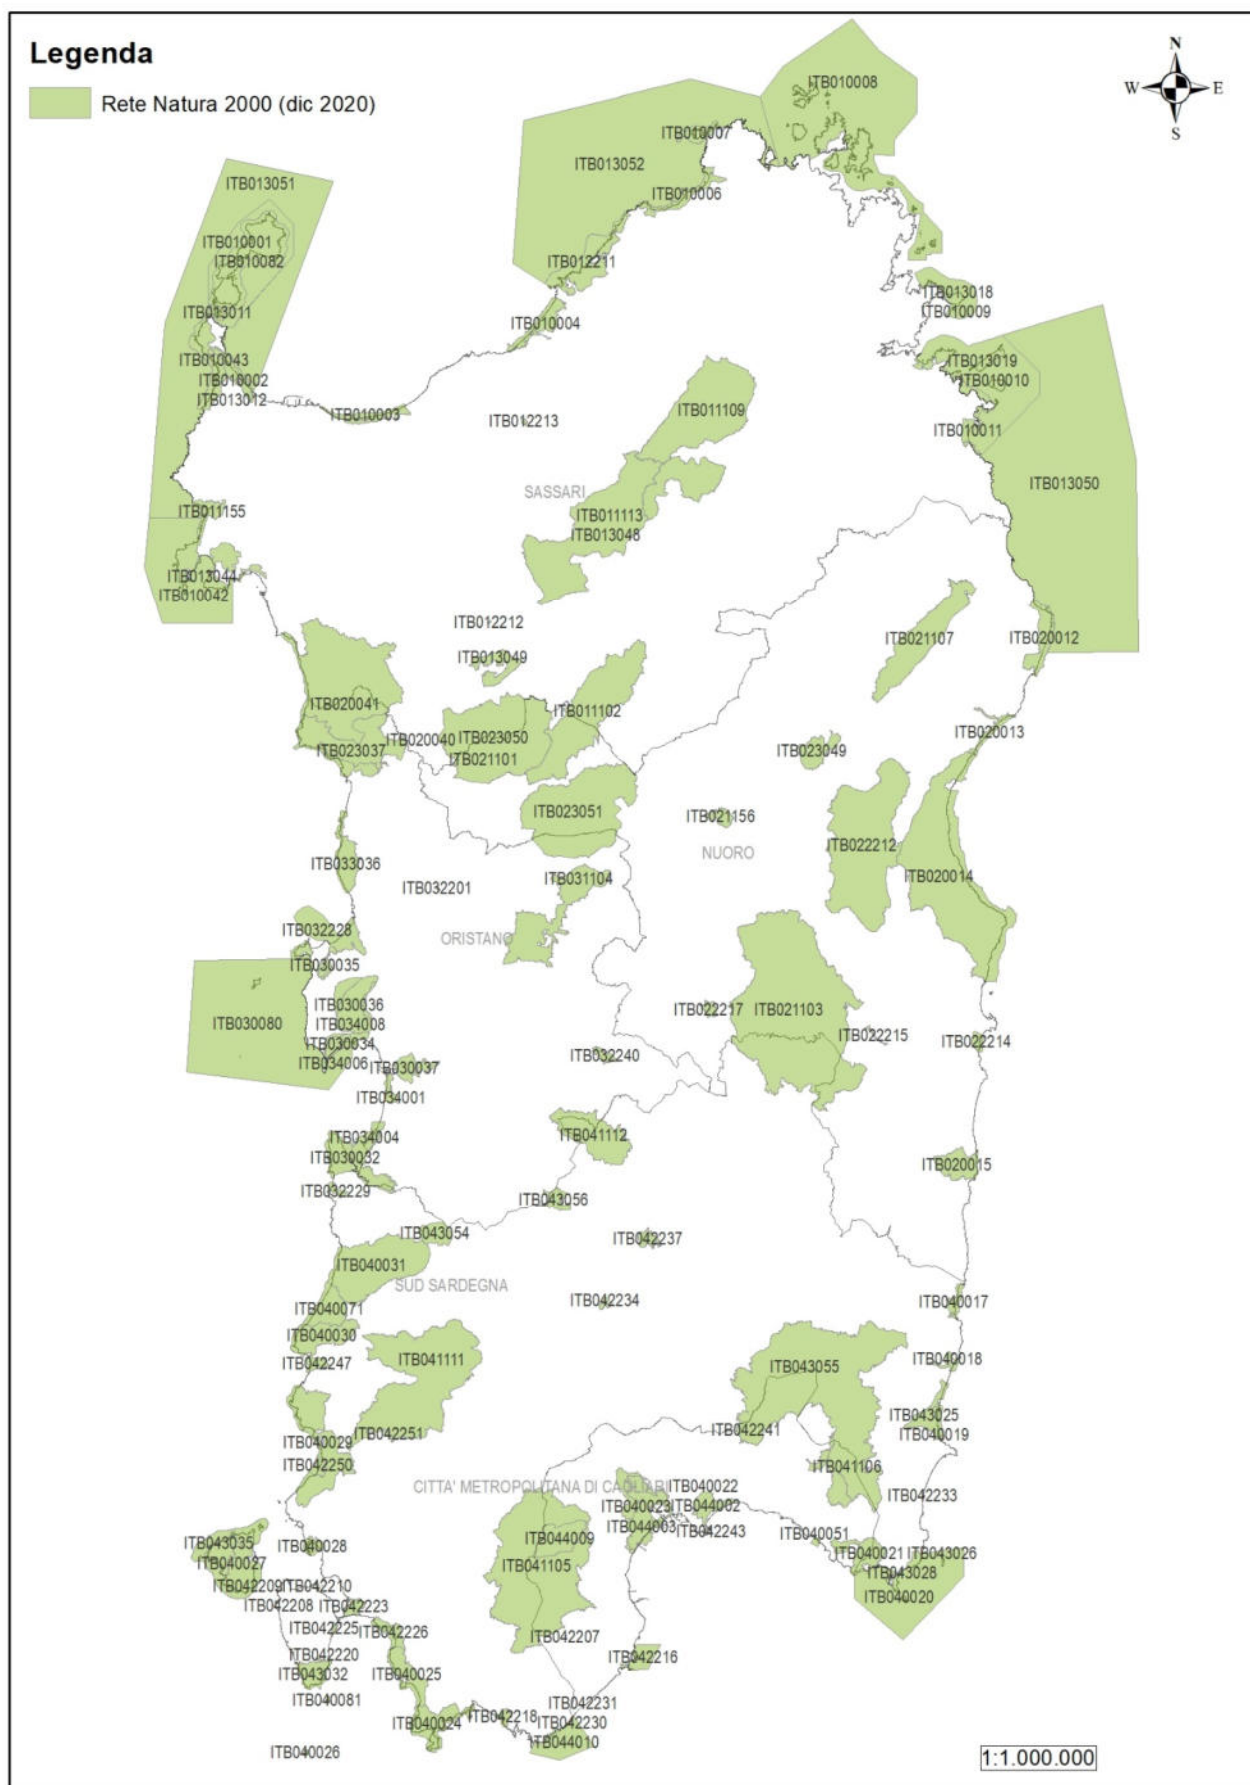 Legenda
Rete Natura 2000 (dic 2020)
N
W
E
S
ITB010008
ITB010007
ITB013052
ITB013051
ITB010006
ITB010001
ITB010082
ITB012211
ITB013018
ITB010009
ITB013011
ITB010004
ITB010043
ITB013019
ITB010002
ITB010010
ITB013012
ITB010003
ITB011109
ITB012213
ITB010011
ITB013050
SASSARI
ITB011155
ITB011113
ITB013048
ITB013044
ITB010042
ITB012212
ITB021107
ITB020012
ITB013049
ITB020041
ITB011102
ITB020013
ITB020040
ITB023050
ITB023037
ITB021101
ITB023049
ITB023051
ITB021156
ITB022212
NUORO
ITB033036
ITB031104
ITB020014
ITB032201
ITB032228
ORISTANO
ITB030035
ITB030036
ITB022217
ITB021103
ITB030080
ITB034008
ITB030034
ITB022215
ITB022214
ITB034006
ITB030037
ITB032240
ITB034001
ITB034004
ITB041112
ITB030032
ITB020015
ITB032229
ITB043056
ITB043054
ITB042237
ITB040031
SUD SARDEGNA
ITB042234
ITB040071
ITB040017
ITB040030
ITB042247
ITB041111
ITB043055
ITB040018
ITB043025
ITB042251
ITB042241
ITB040019
ITB040029
ITB042250
ITB041106
CITTA' METROPOLITANA DI CAGLIARI
ITB040022
ITB042233
ITB040023
ITB044002
ITB044003
ITB042243
ITB040051
ITB043035
ITB040028
ITB044009
ITB040027
ITB041105
ITB040021
ITB043026
ITB043028
ITB042209
ITB042210
ITB040020
ITB042208
ITB042223
ITB042225
ITB042226
ITB042207
ITB042220
ITB042216
ITB043032
ITB040025
ITB040081
ITB042231
ITB040024
ITB042218
ITB042230
ITB044010
ITB040026
1:1.000.000